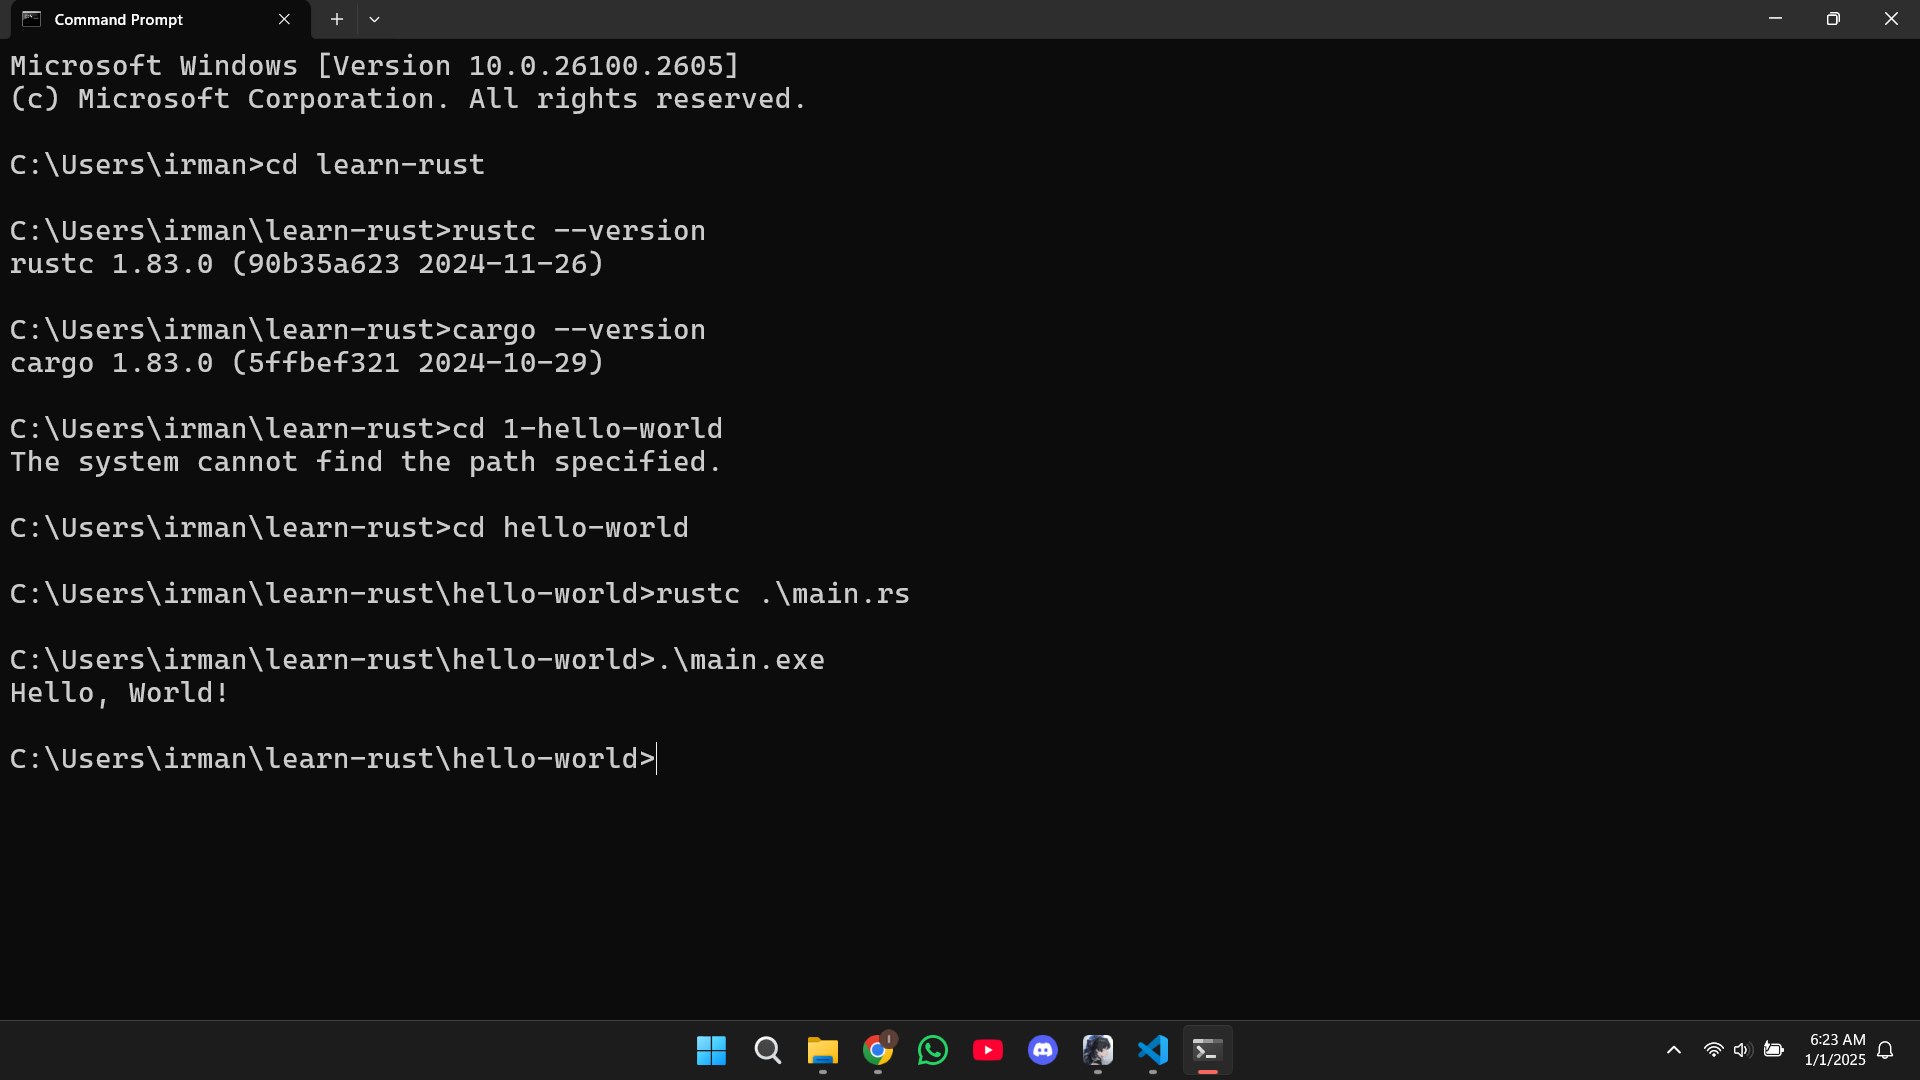 Command Prompt
Microsoft Windows [Version 10.0.26100.2605]
(c) Microsoft Corporation. All rights reserved.
C:\Users\irman>cd learn-rust
C:\Users\irman\learn-rust>rustc --version
rustc 1.83.0 (90b35a623 2024-11-26)
C:\Users\irman\learn-rust>cargo --version
cargo 1.83.0 (5ffbef321 2024-10-29)
C:\Users\irman\learn-rust>cd 1-hello-world
The system cannot find the path specified.
C:\Users\irman\learn-rust>cd hello-world
C:\Users\irman\learn-rust\hello-world>rustc .\main.rs
C:\Users\irman\learn-rust\hello-world>.\main.exe
Hello, World!
C:\Users\irman\learn-rust\hello-world>
6:23 AM
1/1/2025